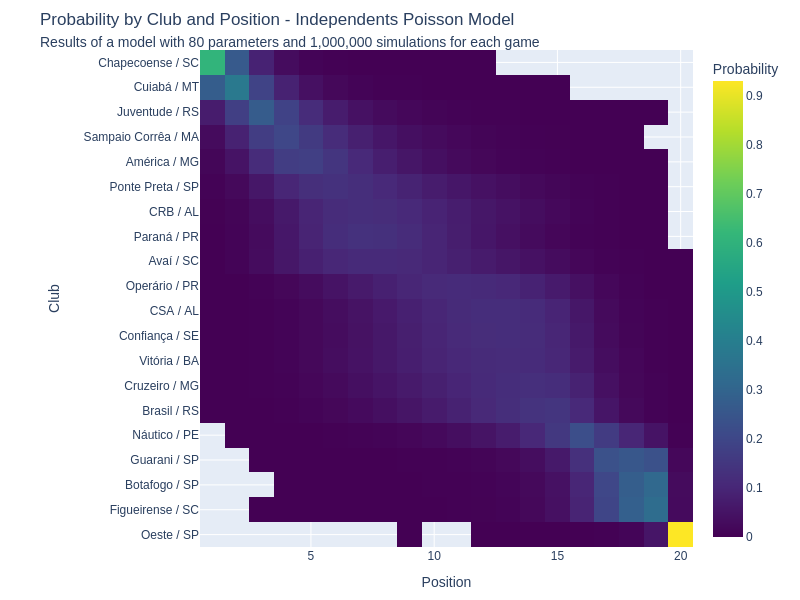 Probability by Club and Position - Independents Poisson Model
Results of a model with 80 parameters and 1,000,000 simulations for each game
Probability
Club
Chapecoense / SC
Cuiabá / MT
Juventude / RS
Sampaio Corrêa / MA
América / MG
Ponte Preta / SP
CRB / AL
Paraná / PR
Avaí / SC
Operário / PR
CSA / AL
Confiança / SE
Vitória / BA
Cruzeiro / MG
Brasil / RS
Náutico / PE
Guarani / SP
Botafogo / SP
Figueirense / SC
Oeste / SP
5 10 15 20
Position
0.9
0.8
0.7
0.6
0.5
0.4
0.3
0.2
0.1
0